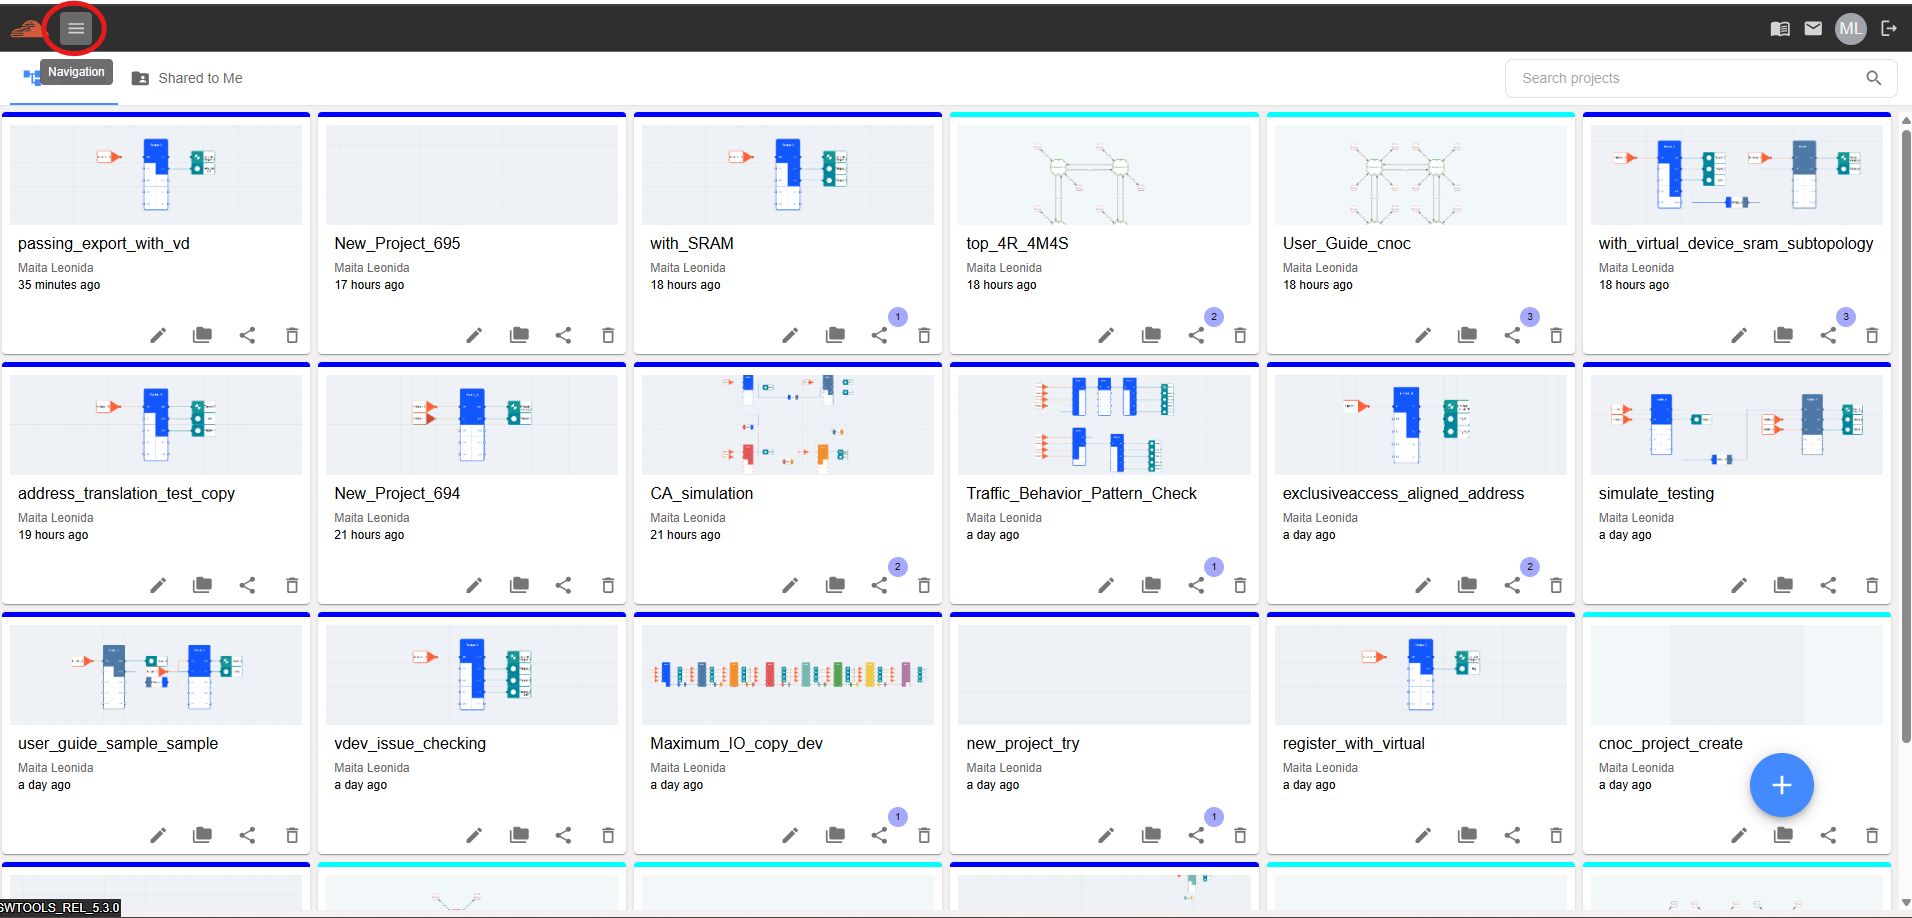 ML
Navigation
Shared to Me
Search projects
passing_export_with_vd
Maita Leonida
35 minutes ago
New_Project_695
Maita Leonida
17 hours ago
with_SRAM
Maita Leonida
18 hours ago
1
top_4R_4M4S
Maita Leonida
18 hours ago
2
User_Guide_cnoc
Maita Leonida
18 hours ago
3
with_virtual_device_sram_subtopology
Maita Leonida
18 hours ago
3
address_translation_test_copy
Maita Leonida
19 hours ago
New_Project_694
Maita Leonida
21 hours ago
CA_simulation
Maita Leonida
21 hours ago
2
Traffic_Behavior_Pattern_Check
Maita Leonida
a day ago
1
exclusiveaccess_aligned_address
Maita Leonida
a day ago
2
simulate_testing
Maita Leonida
a day ago
user_guide_sample_sample
Maita Leonida
a day ago
vdev_issue_checking
Maita Leonida
a day ago
Maximum_IO_copy_dev
Maita Leonida
a day ago
1
new_project_try
Maita Leonida
a day ago
1
register_with_virtual
Maita Leonida
a day ago
cnoc_project_create
Maita Leonida
a day ago
SWTOOLS_REL_5.3.0